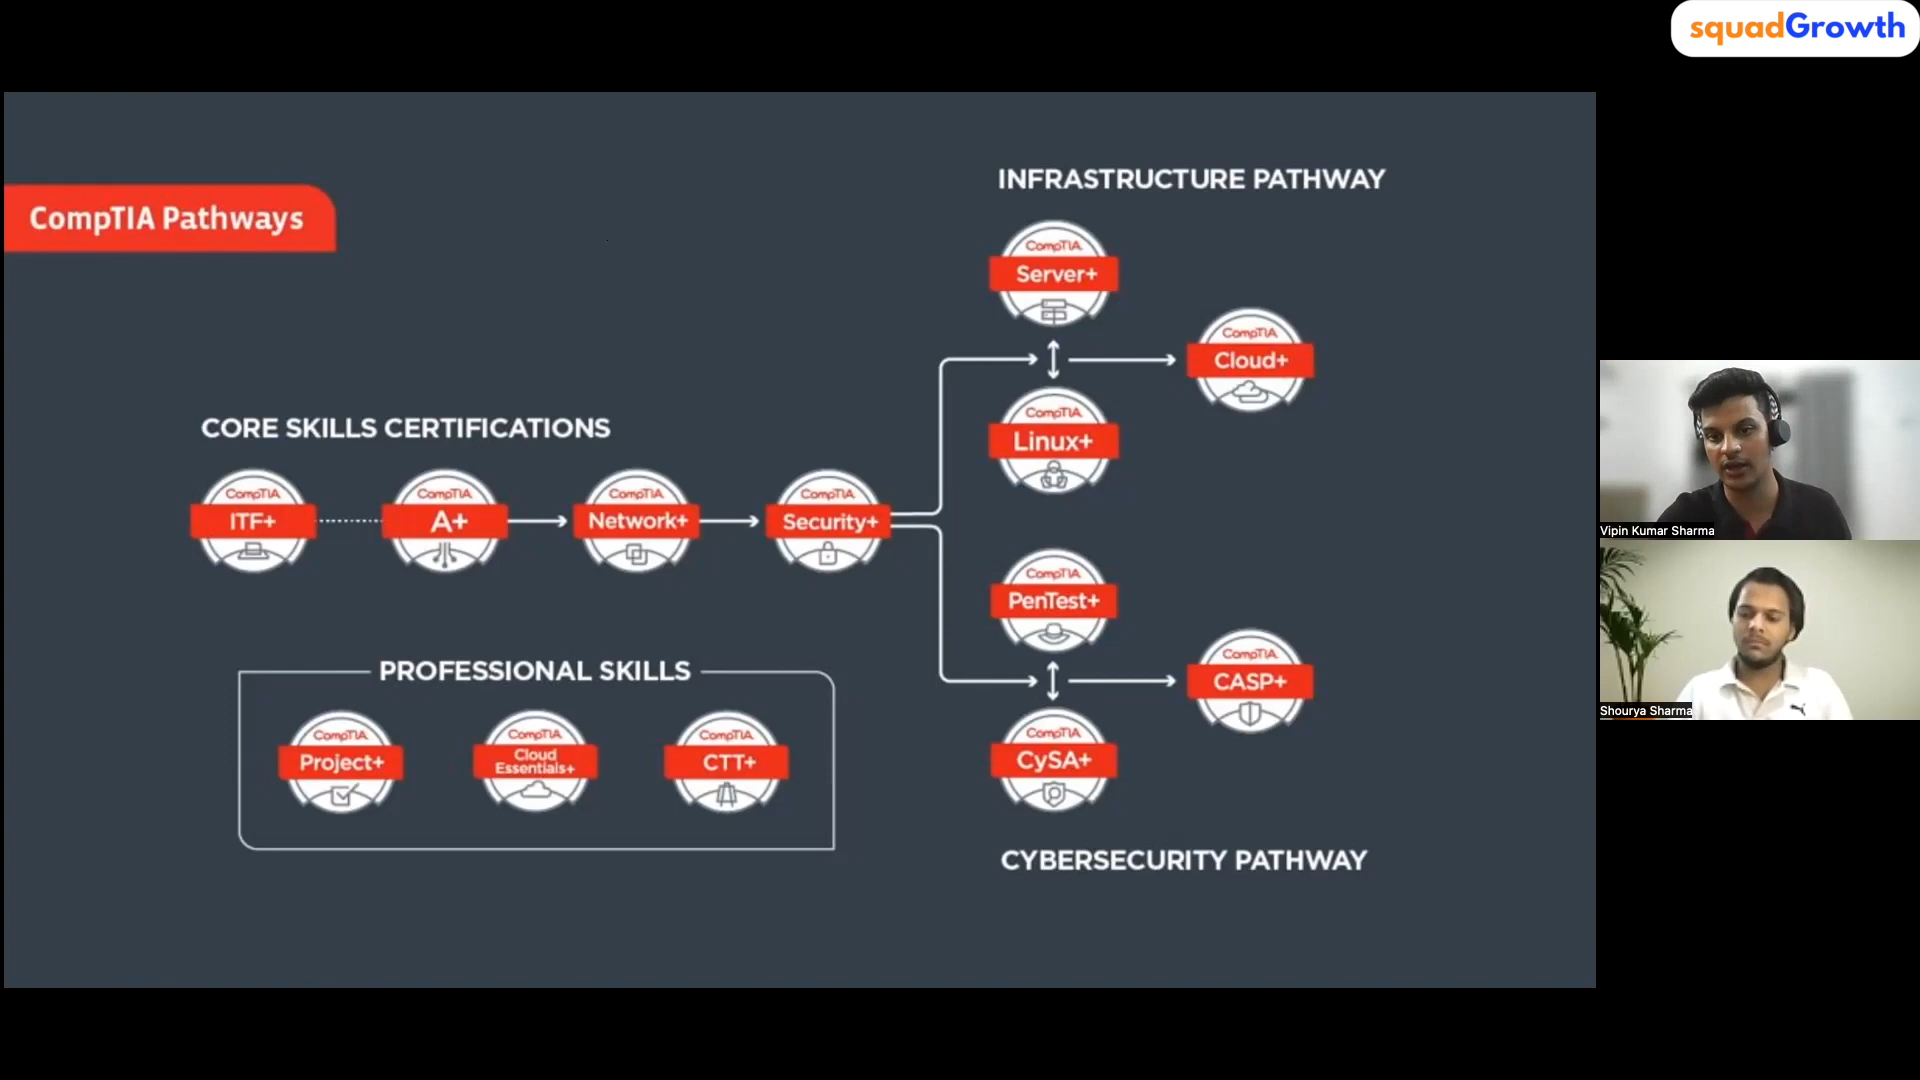 squadGrowth
CompTIA Pathways
INFRASTRUCTURE PATHWAY
CompTIA.
Server+
CompTIA.
Cloud+
CompTIA.
Linux+
CORE SKILLS CERTIFICATIONS
CompTIA.
ITF+
CompTIA.
A+
CompTIA.
Network+
CompTIA.
Security+
CompTIA.
PenTest+
CompTIA.
CASP+
CompTIA.
CySA+
CYBERSECURITY PATHWAY
PROFESSIONAL SKILLS
CompTIA.
Project+
CompTIA.
Cloud
Essentials+
CompTIA.
CTT+
Vipin Kumar Sharma
Shourya Sharma